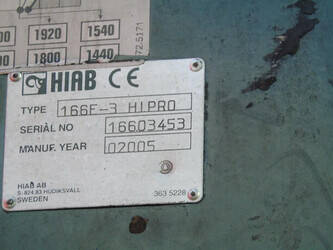 00 1920 1540
00 1800 1440
72.5171
HIAB CE
TYPE 166E-3 HIPRO
SERIAL NO 16603453
MANUF. YEAR 02005
HIAB AB
S-824 83 HUDIKSVALL
SWEDEN
363 5228